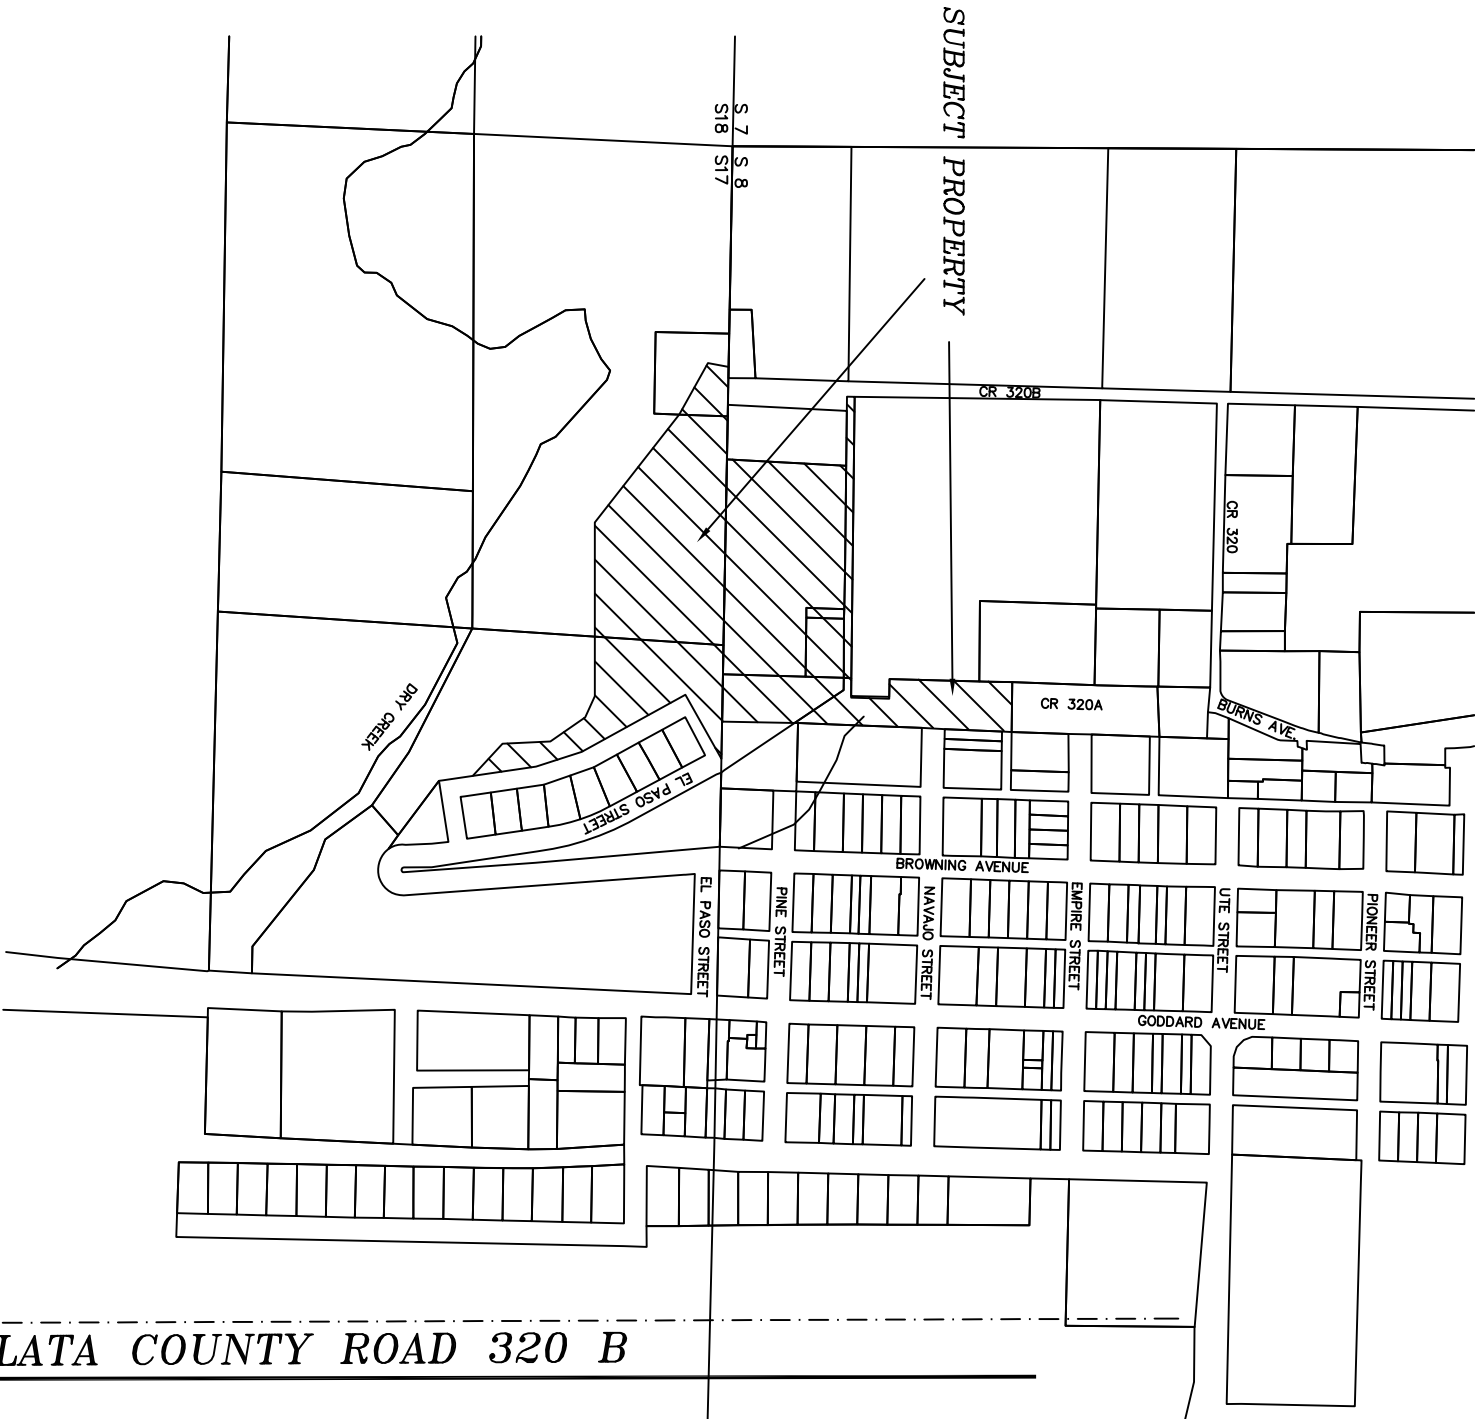 SUBJECT PROPERTY
S 7
S18
S 8
S17
CR 320B
CR 320
CR 320A
BURNS AVE.
DRY CREEK
EL PASO STREET
BROWNING AVENUE
EL PASO STREET
PINE STREET
NAVAJO STREET
EMPIRE STREET
UTE STREET
PIONEER STREET
GODDARD AVENUE
LATA COUNTY ROAD 320 B